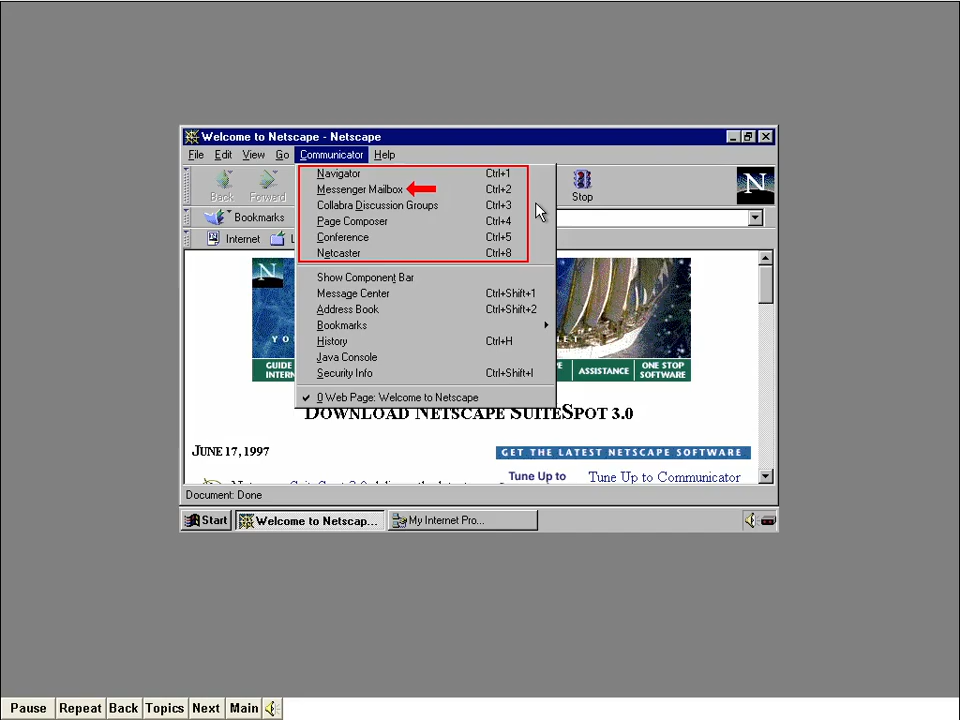 Welcome to Netscape - Netscape
File Edit View Go Communicator Help
Navigator Ctrl+1
Messenger Mailbox Ctrl+2
Collabra Discussion Groups Ctrl+3
Page Composer Ctrl+4
Conference Ctrl+5
Netcaster Ctrl+8
Show Component Bar
Message Center Ctrl+Shift+1
Address Book Ctrl+Shift+2
Bookmarks
History Ctrl+H
Java Console
Security Info Ctrl+Shift+I
0 Web Page: Welcome to Netscape
Back Forward Stop
N
Bookmarks
Internet L
N
Y O
L E T
GUIDE
INTERN
E
ASSISTANCE
ONE STOP
SOFTWARE
DOWNLOAD NETSCAPE SUITESPOT 3.0
JUNE 17, 1997
GET THE LATEST NETSCAPE SOFTWARE
Tune Up to Tune Up to Communicator
Document: Done
Start Welcome to Netscap... My Internet Pro...
Pause Repeat Back Topics Next Main